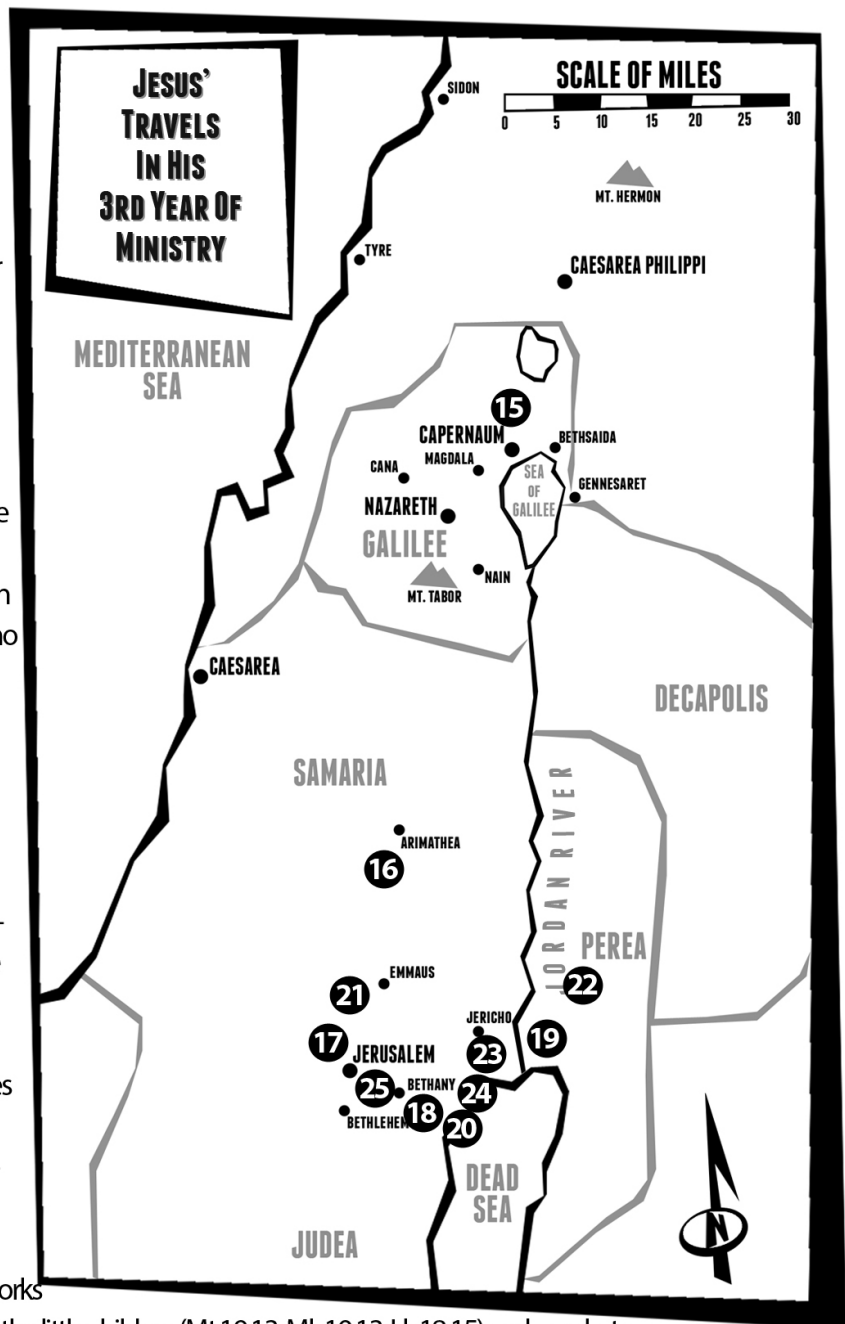 JESUS'
TRAVELS
IN HIS
3RD YEAR OF
MINISTRY
SCALE OF MILES
0 5 10 15 20 25 30
SIDON
MT. HERMON
TYRE
CAESAREA PHILIPPI
MEDITERRANEAN
SEA
15
CAPERNAUM
BETHSAIDA
MAGDALA
CANA
SEA
OF
GALILEE
GENNESARET
NAZARETH
GALILEE
NAIN
MT. TABOR
CAESAREA
DECAPOLIS
SAMARIA
JORDAN RIVER
ARIMATHEA
16
PEREA
EMMAUS
21
22
JERICHO
17
19
23
JERUSALEM
25
BETHANY
24
BETHLEHEM
18
20
DEAD
SEA
JUDEA
N
e
n
no
es
orks